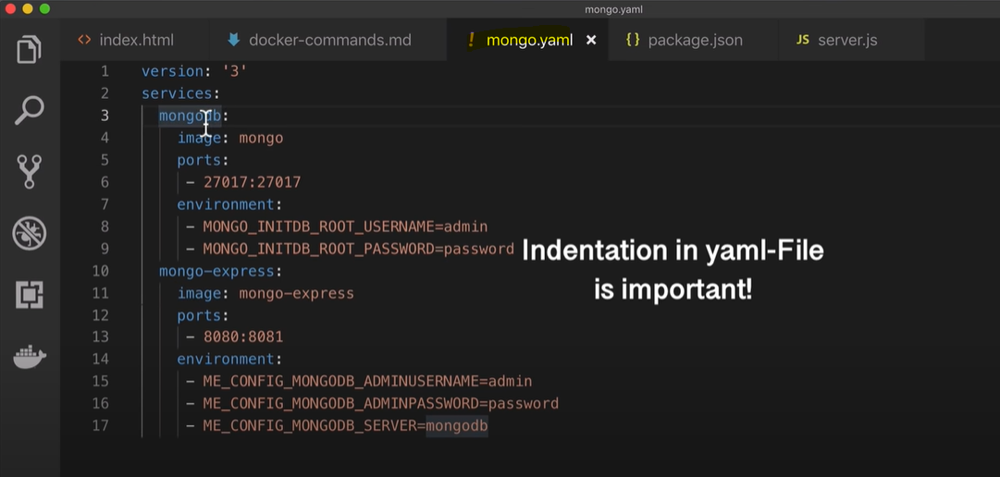 mongo.yaml
<> index.html
docker-commands.md
! mongo.yaml ×
{} package.json
JS server.js
1 version: '3'
2 services:
3 mongodb:
4 image: mongo
5 ports:
6 - 27017:27017
7 environment:
8 - MONGO_INITDB_ROOT_USERNAME=admin
9 - MONGO_INITDB_ROOT_PASSWORD=password
10 mongo-express:
11 image: mongo-express
12 ports:
13 - 8080:8081
14 environment:
15 - ME_CONFIG_MONGODB_ADMINUSERNAME=admin
16 - ME_CONFIG_MONGODB_ADMINPASSWORD=password
17 - ME_CONFIG_MONGODB_SERVER=mongodb
Indentation in yaml-File
is important!